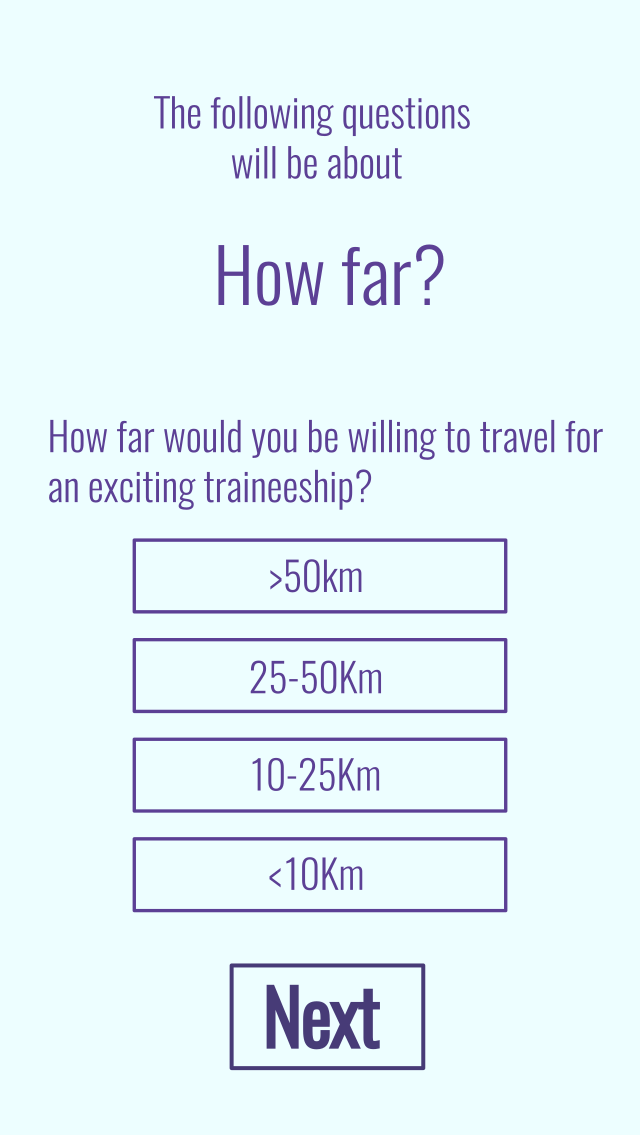 The following questions
will be about
How far?
How far would you be willing to travel for
an exciting traineeship?
>50km
25-50Km
10-25Km
<10Km
Next